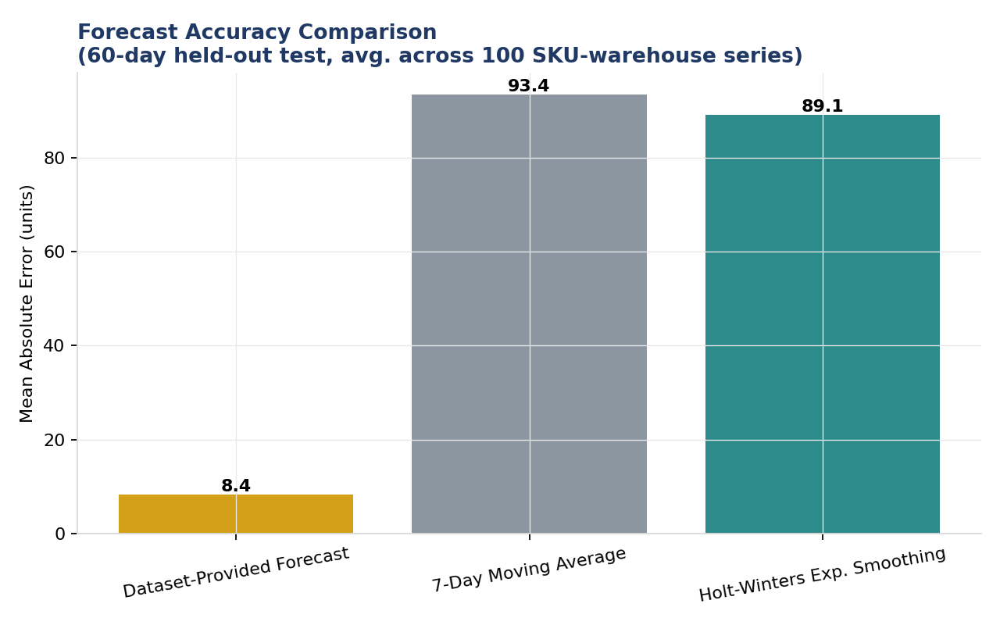 Forecast Accuracy Comparison
(60-day held-out test, avg. across 100 SKU-warehouse series)
Mean Absolute Error (units)
80
60
40
20
0
8.4
93.4
89.1
Dataset-Provided Forecast
7-Day Moving Average
Holt-Winters Exp. Smoothing